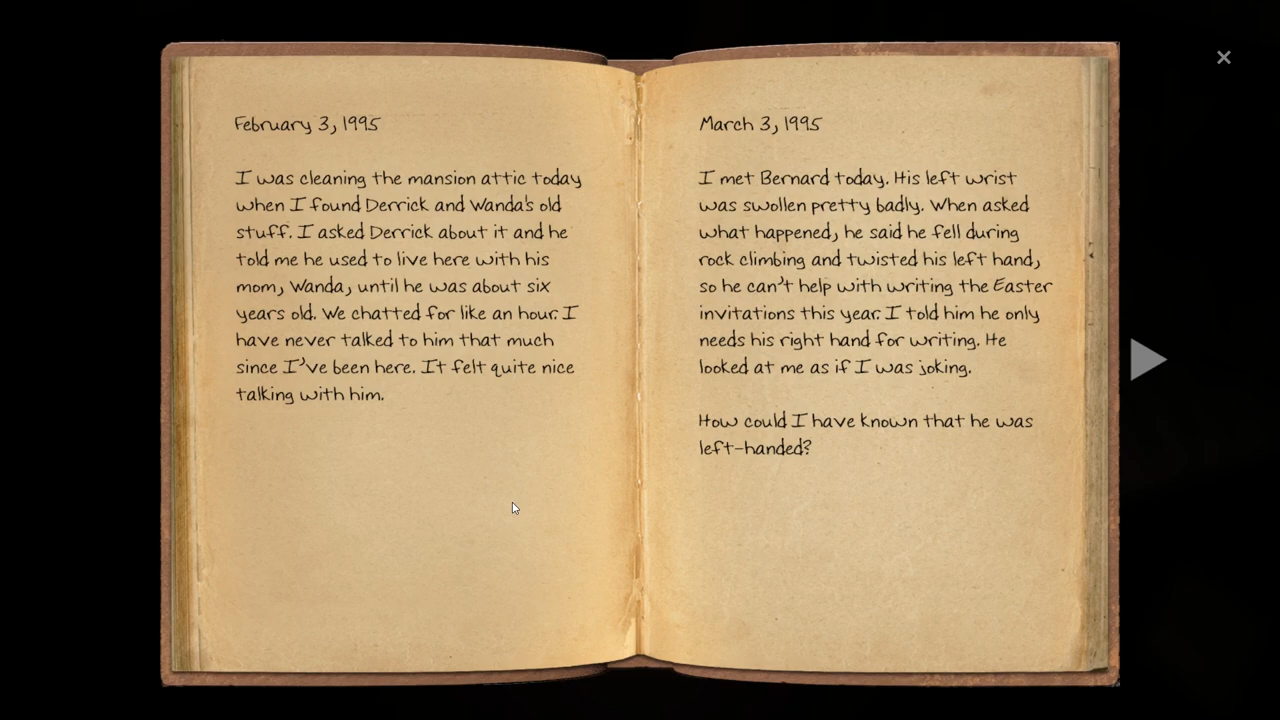 February 3, 1995
I was cleaning the mansion attic today
when I found Derrick and Wanda's old
stuff. I asked Derrick about it and he
told me he used to live here with his
mom, Wanda, until he was about six
years old. We chatted for like an hour. I
have never talked to him that much
since I've been here. It felt quite nice
talking with him.
March 3, 1995
I met Bernard today. His left wrist
was swollen pretty badly. When asked
what happened, he said he fell during
rock climbing and twisted his left hand,
so he can't help with writing the Easter
invitations this year. I told him he only
needs his right hand for writing. He
looked at me as if I was joking.
How could I have known that he was
left-handed?